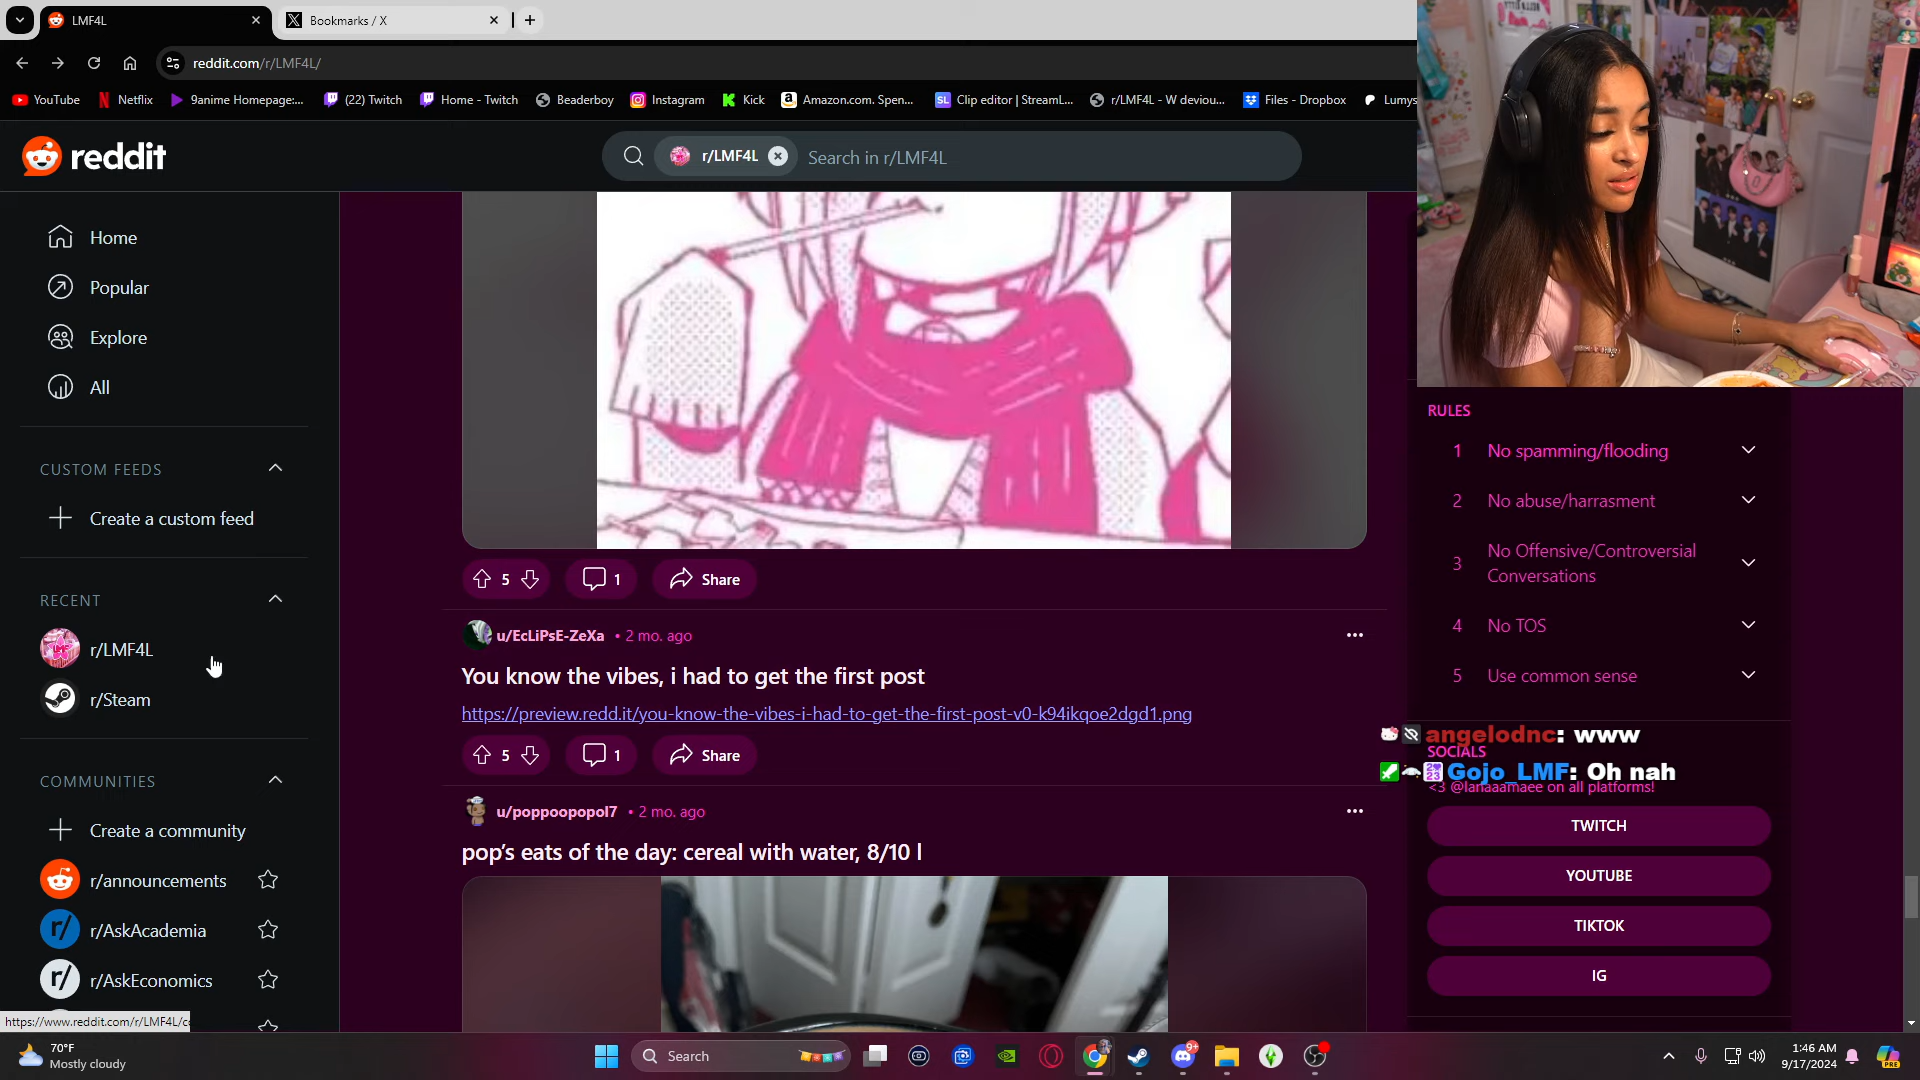 LMF4L
Bookmarks / X
reddit.com/r/LMF4L/
YouTube
Netflix
9anime Homepage:...
(22) Twitch
Home - Twitch
Beaderboy
Instagram
Kick
Amazon.com. Spen...
Clip editor | StreamL...
r/LMF4L - W deviou...
Files - Dropbox
Lumys
reddit
r/LMF4L
Search in r/LMF4L
Home
Popular
Explore
All
CUSTOM FEEDS
Create a custom feed
RECENT
r/LMF4L
r/Steam
COMMUNITIES
Create a community
r/announcements
r/AskAcademia
r/AskEconomics
https://www.reddit.com/r/LMF4L/c
5
1
Share
u/EcLiPsE-ZeXa • 2 mo. ago
You know the vibes, i had to get the first post
https://preview.redd.it/you-know-the-vibes-i-had-to-get-the-first-post-v0-k94ikqoe2dgd1.png
5
1
Share
u/poppoopopol7 • 2 mo. ago
pop's eats of the day: cereal with water, 8/10 l
RULES
1 No spamming/flooding
2 No abuse/harrasment
3 No Offensive/Controversial
Conversations
4 No TOS
5 Use common sense
angelodnc: www
SOCIALS
Gojo_LMF: Oh nah
<3 @lanaaamaee on all platforms!
TWITCH
YOUTUBE
TIKTOK
IG
70°F
Mostly cloudy
Search
9+
1:46 AM
9/17/2024
PRE